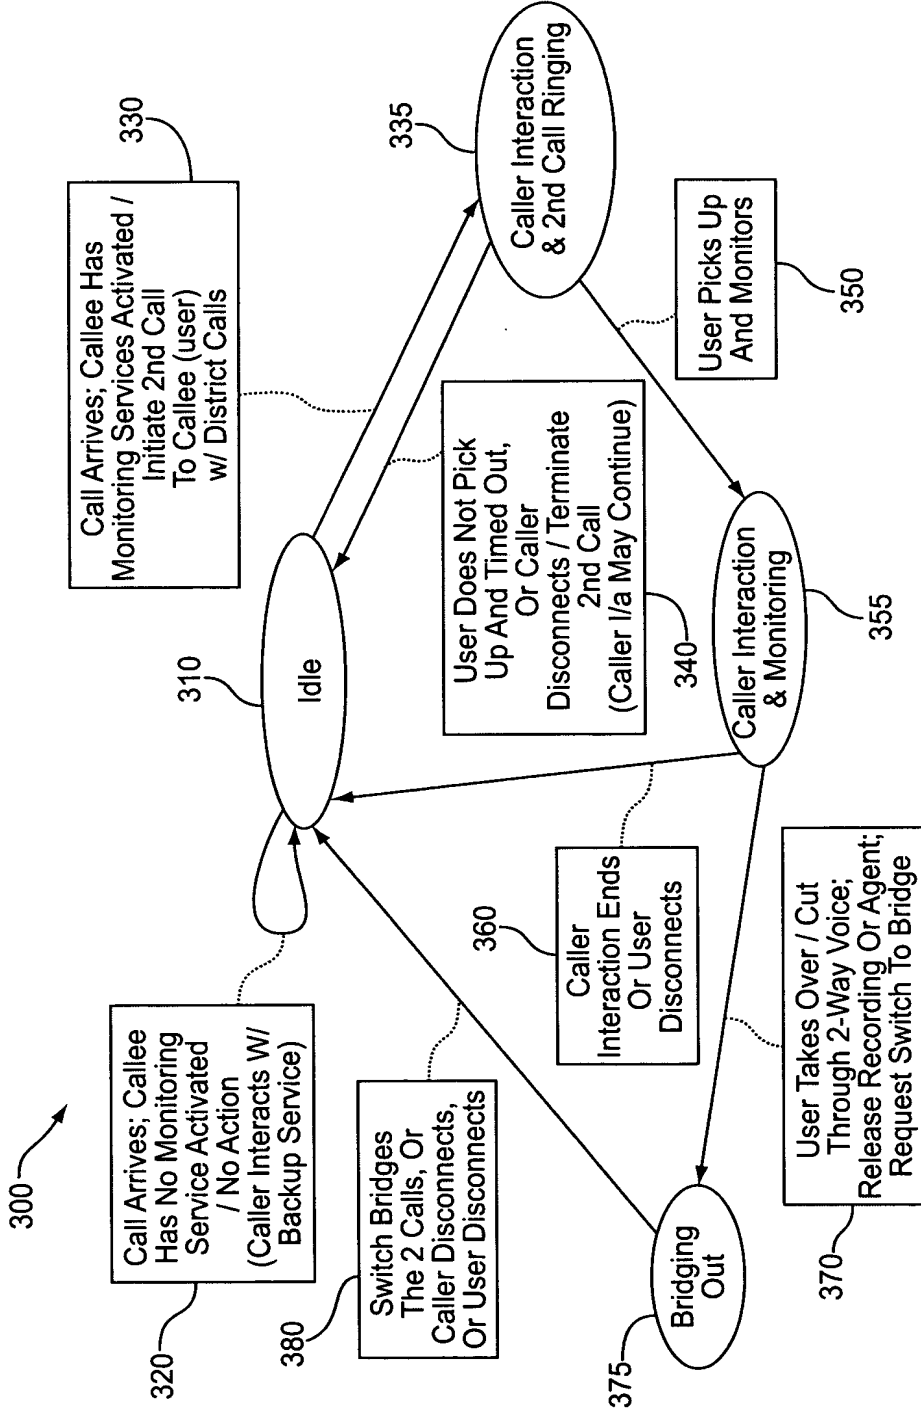 300
Call Arrives; Callee
Has No Monitoring
Service Activated
/ No Action
(Caller Interacts W/
Backup Service)
320
310
Idle
Call Arrives; Callee Has
Monitoring Services Activated /
Initiate 2nd Call
To Callee (user)
w/ District Calls
330
335
Caller Interaction
& 2nd Call Ringing
Switch Bridges
The 2 Calls, Or
Caller Disconnects,
Or User Disconnects
380
360
Caller
Interaction Ends
Or User
Disconnects
User Does Not Pick
Up And Timed Out,
Or Caller
Disconnects / Terminate
2nd Call
(Caller I/a May Continue)
340
User Picks Up
And Monitors
350
375
Bridging
Out
Caller Interaction
& Monitoring
355
User Takes Over / Cut
Through 2-Way Voice;
Release Recording Or Agent;
Request Switch To Bridge
370